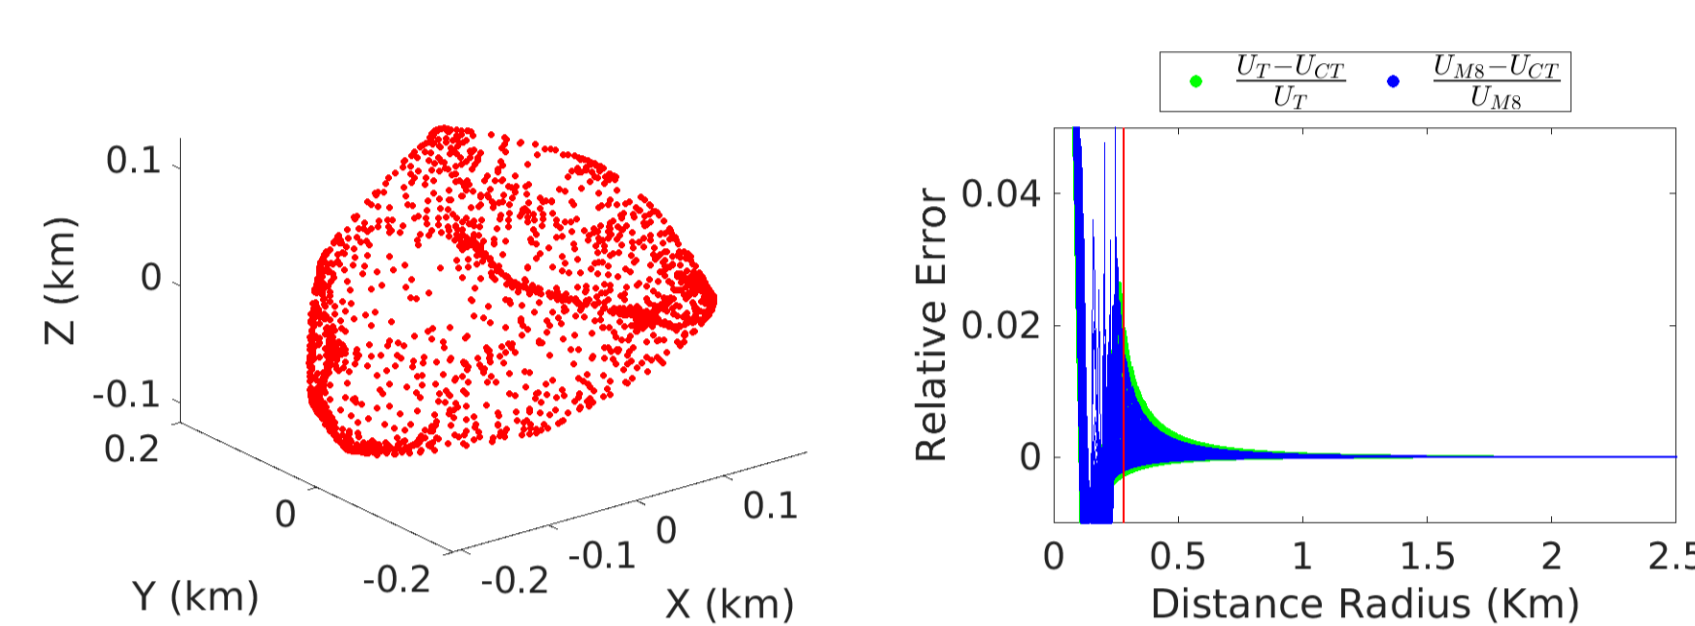 0.1
0
-0.1
Z (km)
0.2
0
-0.2
Y (km)
-0.2
-0.1
0
0.1
X (km)
U_T−U_CT / U_T
U_M8−U_CT / U_M8
0.04
0.02
0
Relative Error
0 0.5 1 1.5 2 2.5
Distance Radius (Km)